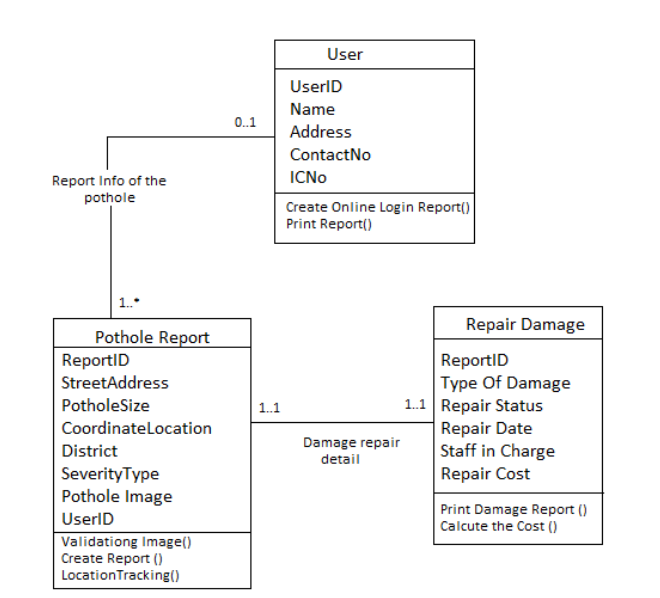 User
UserID
Name
Address
ContactNo
ICNo
Create Online Login Report()
Print Report()
0..1
Report Info of the
pothole
1..*
Pothole Report
ReportID
StreetAddress
PotholeSize
CoordinateLocation
District
SeverityType
Pothole Image
UserID
Validationg Image()
Create Report ()
LocationTracking()
1..1
1..1
Damage repair
detail
Repair Damage
ReportID
Type Of Damage
Repair Status
Repair Date
Staff in Charge
Repair Cost
Print Damage Report ()
Calcute the Cost ()